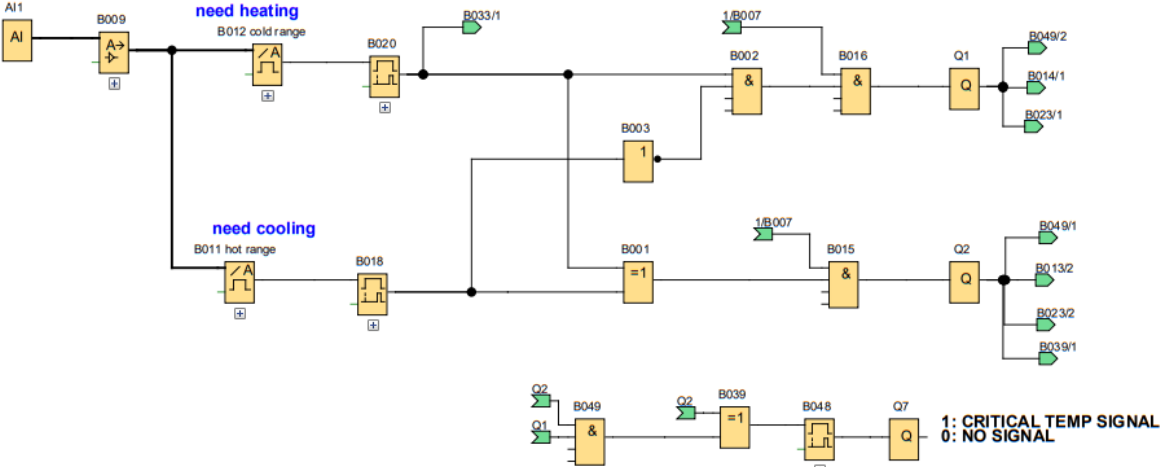 AI1
AI
B009
A→
need heating
B012 cold range
/A
B020
B033/1
1/B007
B002
&
B016
&
Q1
Q
B049/2
B014/1
B023/1
B003
1
need cooling
B011 hot range
/A
B018
B001
=1
1/B007
B015
&
Q2
Q
B049/1
B013/2
B023/2
B039/1
Q2
Q1
B049
&
Q2
B039
=1
B048
Q7
Q
1: CRITICAL TEMP SIGNAL
0: NO SIGNAL